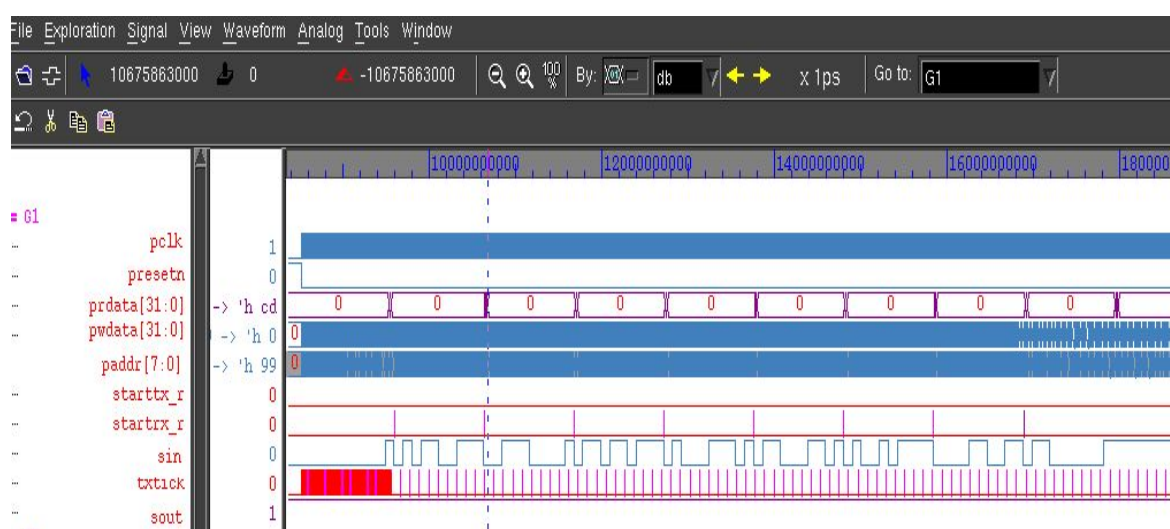 File Exploration Signal View Waveform Analog Tools Window
10675863000 0 -10675863000 100% By: db x 1ps Go to: G1
10000000000 12000000000 14000000000 16000000000 1800000
= G1
pclk 1
presetn 0
prdata[31:0] -> 'h cd 0 0 0 0 0 0 0 0 0
pwdata[31:0] -> 'h 0 0
paddr[7:0] -> 'h 99 0
starttx_r 0
startrx_r 0
sin 0
txtick 0
sout 1